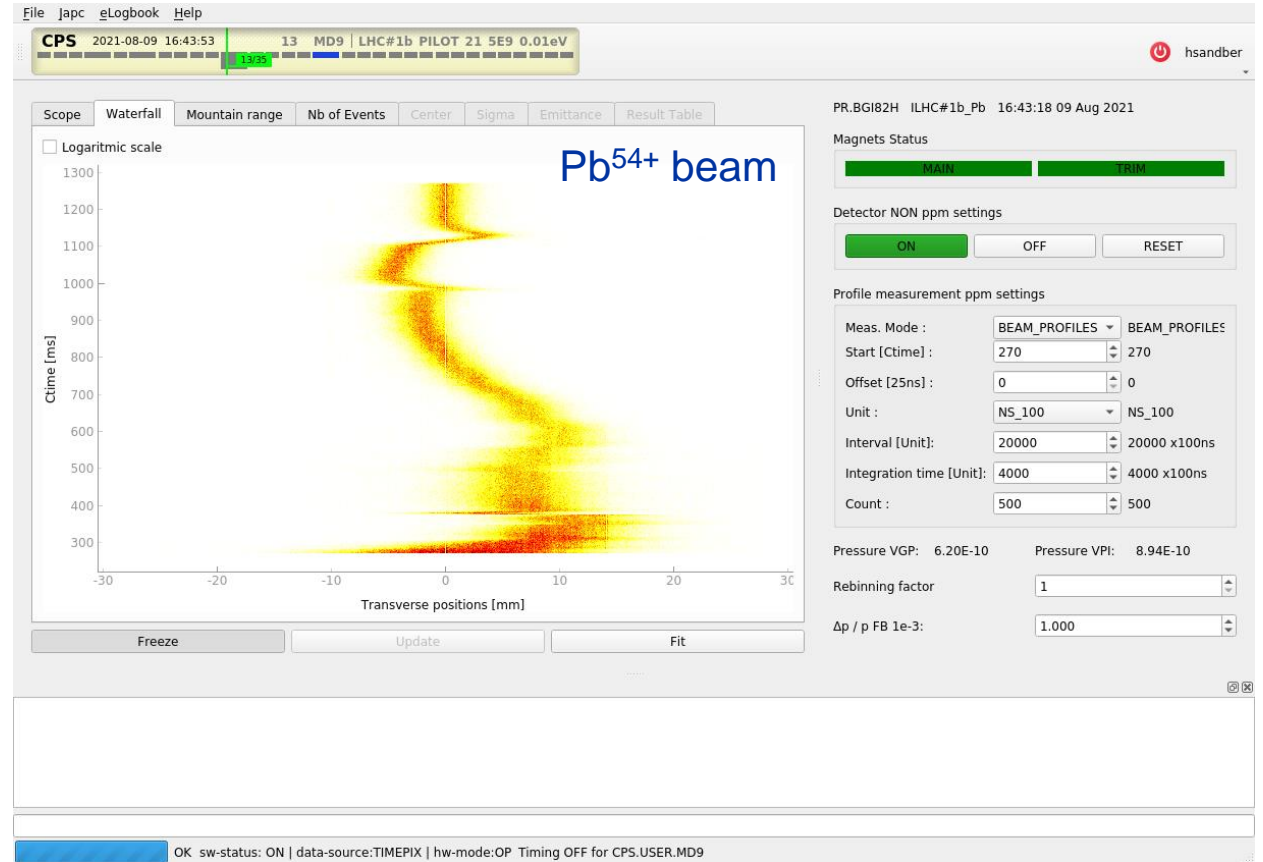 File Japc eLogbook Help
CPS 2021-08-09 16:43:53 13 MD9 | LHC#1b PILOT 21 5E9 0.01eV
13/35
hsandber
Scope Waterfall Mountain range Nb of Events Center Sigma Emittance Result Table
Logaritmic scale
Pb54+ beam
1300
1200
1100
1000
900
800
700
600
500
400
300
Ctime [ms]
-30 -20 -10 0 10 20 30
Transverse positions [mm]
Freeze Update Fit
PR.BGI82H ILHC#1b_Pb 16:43:18 09 Aug 2021
Magnets Status
MAIN TRIM
Detector NON ppm settings
ON OFF RESET
Profile measurement ppm settings
Meas. Mode : BEAM_PROFILES BEAM_PROFILES
Start [Ctime] : 270 270
Offset [25ns] : 0 0
Unit : NS_100 NS_100
Interval [Unit]: 20000 20000 x100ns
Integration time [Unit]: 4000 4000 x100ns
Count : 500 500
Pressure VGP: 6.20E-10 Pressure VPI: 8.94E-10
Rebinning factor 1
Δp / p FB 1e-3: 1.000
OK sw-status: ON | data-source:TIMEPIX | hw-mode:OP Timing OFF for CPS.USER.MD9